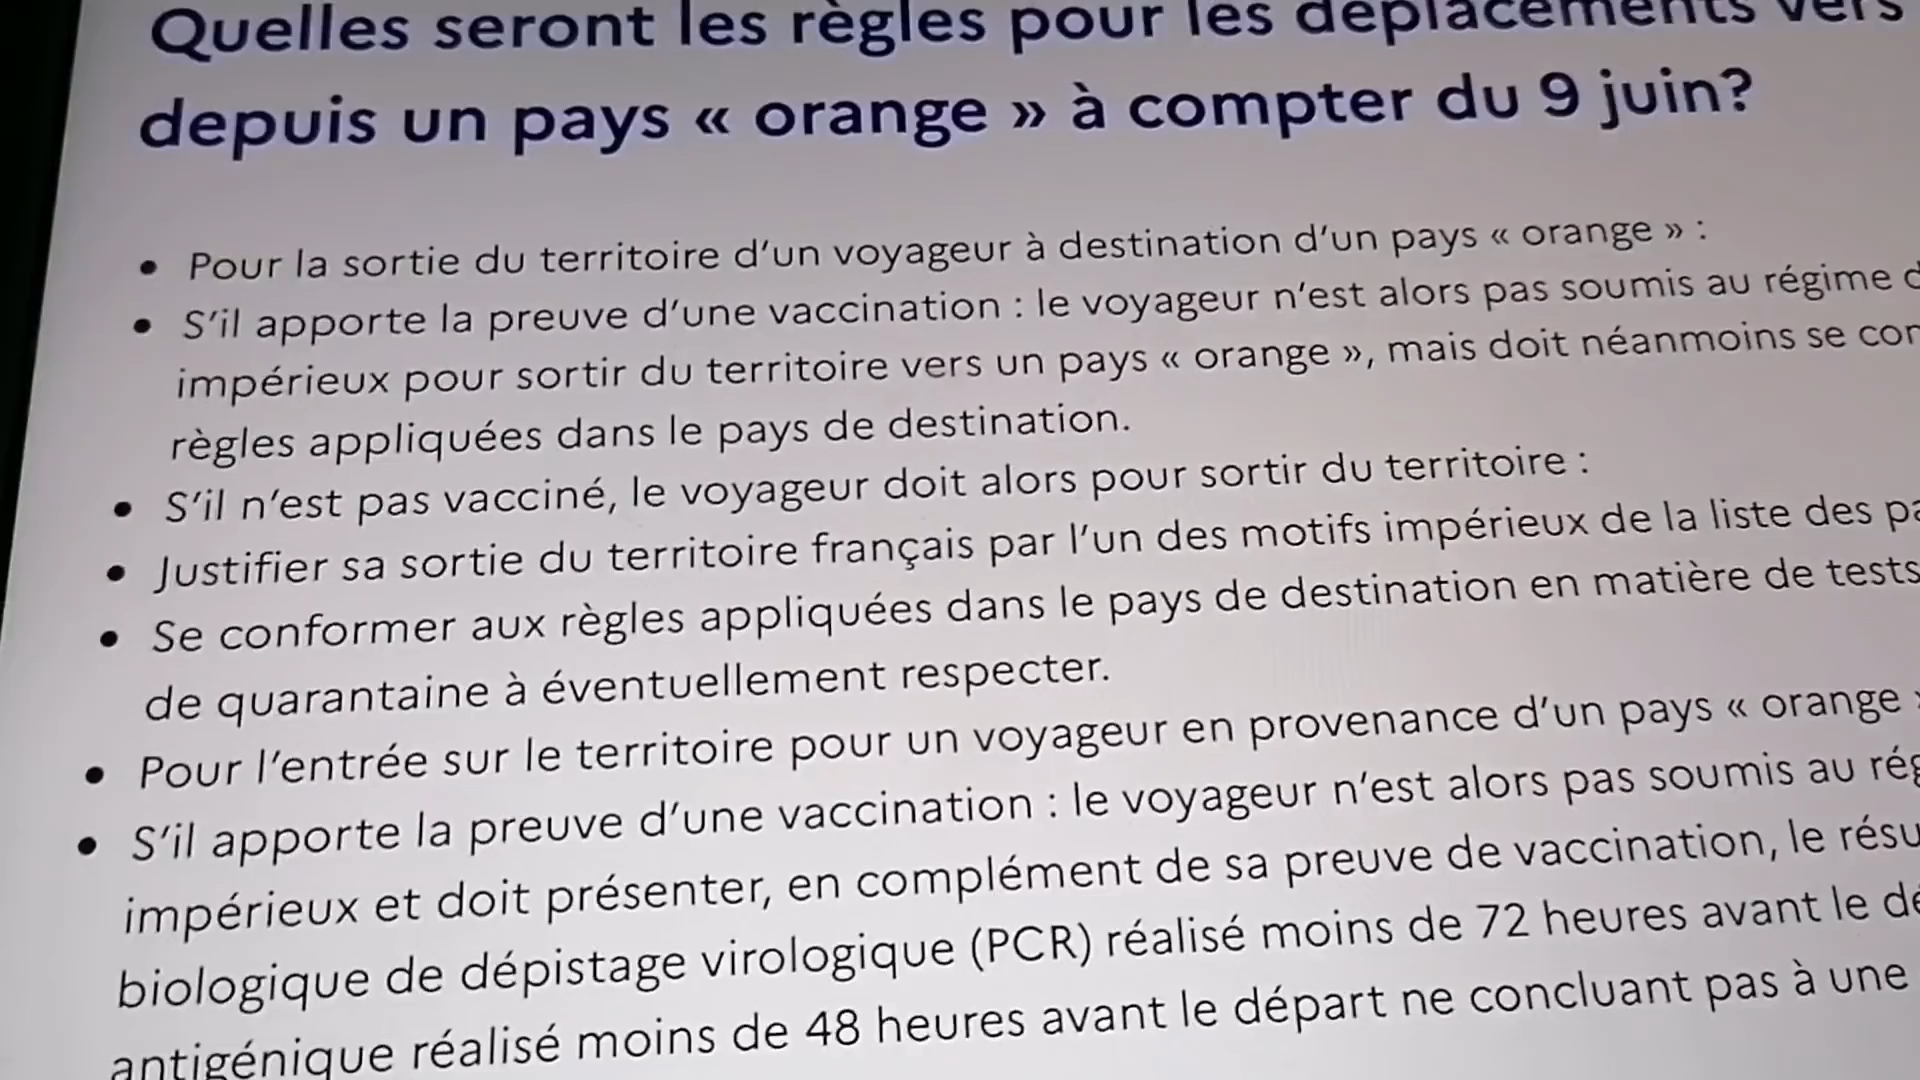 Quelles seront les règles pour les déplacements vers
depuis un pays « orange » à compter du 9 juin?
• Pour la sortie du territoire d’un voyageur à destination d’un pays « orange » :
• S’il apporte la preuve d’une vaccination : le voyageur n’est alors pas soumis au régime
impérieux pour sortir du territoire vers un pays « orange », mais doit néanmoins se
règles appliquées dans le pays de destination.
• S’il n’est pas vacciné, le voyageur doit alors pour sortir du territoire :
• Justifier sa sortie du territoire français par l’un des motifs impérieux de la liste des
• Se conformer aux règles appliquées dans le pays de destination en matière de tests
de quarantaine à éventuellement respecter.
• Pour l’entrée sur le territoire pour un voyageur en provenance d’un pays « orange
• S’il apporte la preuve d’une vaccination : le voyageur n’est alors pas soumis au
impérieux et doit présenter, en complément de sa preuve de vaccination, le
biologique de dépistage virologique (PCR) réalisé moins de 72 heures avant le
antigénique réalisé moins de 48 heures avant le départ ne concluant pas à une